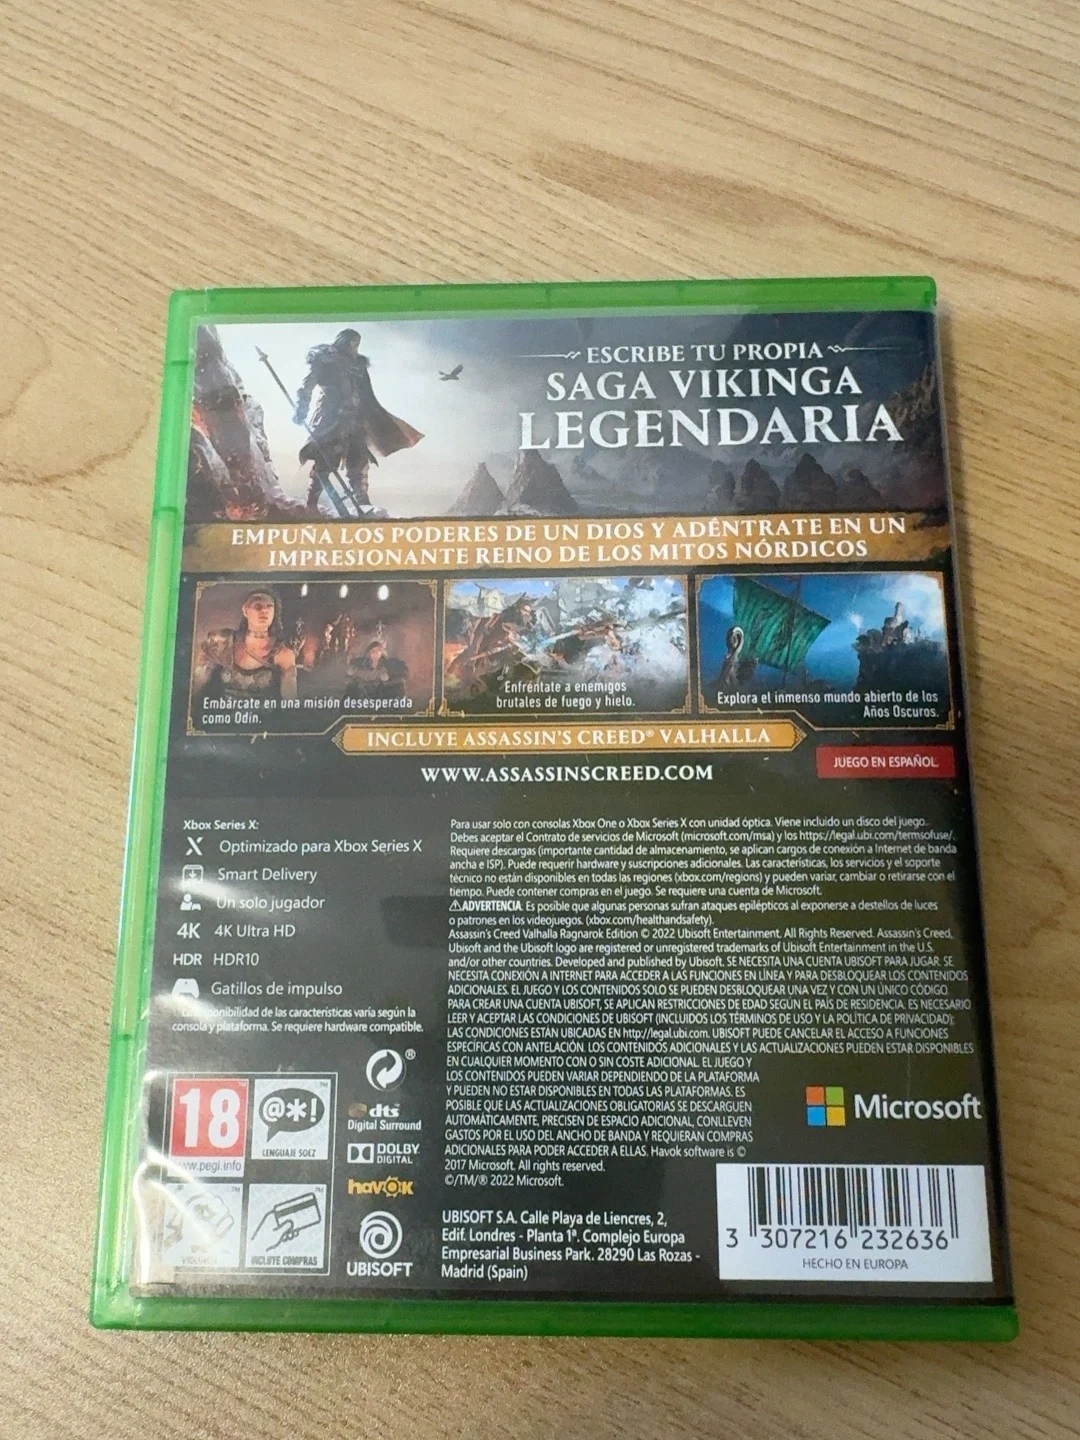 ESCRIBE TU PROPIA
SAGA VIKINGA
LEGENDARIA
EMPUÑA LOS PODERES DE UN DIOS Y ADÉNTRATE EN UN
IMPRESIONANTE REINO DE LOS MITOS NÓRDICOS
Embárcate en una misión desesperada
como Odín.
Enfréntate a enemigos
brutales de fuego y hielo.
Explora el inmenso mundo abierto de los
Años Oscuros.
INCLUYE ASSASSIN'S CREED® VALHALLA
WWW.ASSASSINSCREED.COM
JUEGO EN ESPAÑOL
Xbox Series X:
Optimizado para Xbox Series X
Smart Delivery
Un solo jugador
4K 4K Ultra HD
HDR HDR10
Gatillos de impulso
La disponibilidad de las características varía según la
consola y plataforma. Se requiere hardware compatible.
Para usar solo con consolas Xbox One o Xbox Series X con unidad óptica. Viene incluido un disco del juego.
Debes aceptar el Contrato de servicios de Microsoft (microsoft.com/msa) y los https://legal.ubi.com/termsofuse/.
Requiere descargas (importante cantidad de almacenamiento, se aplican cargos de conexión a Internet de banda
ancha e ISP). Puede requerir hardware y suscripciones adicionales. Las características, los servicios y el soporte
técnico no están disponibles en todas las regiones (xbox.com/regions) y pueden variar, cambiar o retirarse con el
tiempo. Puede contener compras en el juego. Se requiere una cuenta de Microsoft.
⚠ADVERTENCIA: Es posible que algunas personas sufran ataques epilépticos al exponerse a destellos de luces
o patrones en los videojuegos. (xbox.com/healthandsafety).
Assassin's Creed Valhalla Ragnarok Edition © 2022 Ubisoft Entertainment. All Rights Reserved. Assassin's Creed,
Ubisoft and the Ubisoft logo are registered or unregistered trademarks of Ubisoft Entertainment in the U.S.
and/or other countries. Developed and published by Ubisoft. SE NECESITA UNA CUENTA UBISOFT PARA JUGAR. SE
NECESITA CONEXIÓN A INTERNET PARA ACCEDER A LAS FUNCIONES EN LÍNEA Y PARA DESBLOQUEAR LOS CONTENIDOS
ADICIONALES. EL JUEGO Y LOS CONTENIDOS SOLO SE PUEDEN DESBLOQUEAR UNA VEZ Y CON UN ÚNICO CÓDIGO.
PARA CREAR UNA CUENTA UBISOFT, SE APLICAN RESTRICCIONES DE EDAD SEGÚN EL PAÍS DE RESIDENCIA. ES NECESARIO
LEER Y ACEPTAR LAS CONDICIONES DE UBISOFT (INCLUIDOS LOS TÉRMINOS DE USO Y LA POLÍTICA DE PRIVACIDAD);
LAS CONDICIONES ESTÁN UBICADAS EN http://legal.ubi.com. UBISOFT PUEDE CANCELAR EL ACCESO A FUNCIONES
ESPECÍFICAS CON ANTELACIÓN. LOS CONTENIDOS ADICIONALES Y LAS ACTUALIZACIONES PUEDEN ESTAR DISPONIBLES
EN CUALQUIER MOMENTO CON O SIN COSTE ADICIONAL. EL JUEGO Y
LOS CONTENIDOS PUEDEN VARIAR DEPENDIENDO DE LA PLATAFORMA
Y PUEDEN NO ESTAR DISPONIBLES EN TODAS LAS PLATAFORMAS. ES
POSIBLE QUE LAS ACTUALIZACIONES OBLIGATORIAS SE DESCARGUEN
AUTOMÁTICAMENTE, PRECISEN DE ESPACIO ADICIONAL, CONLLEVEN
GASTOS POR EL USO DEL ANCHO DE BANDA Y REQUIERAN COMPRAS
ADICIONALES PARA PODER ACCEDER A ELLAS. Havok software is ©
2017 Microsoft. All rights reserved.
©/TM/® 2022 Microsoft.
18
www.pegi.info
@*!
LENGUAJE SOEZ
VIOLENCIA
INCLUYE COMPRAS
®
dts
Digital Surround
DOLBY
DIGITAL
havok
UBISOFT
UBISOFT S.A. Calle Playa de Liencres, 2,
Edif. Londres - Planta 1ª. Complejo Europa
Empresarial Business Park. 28290 Las Rozas -
Madrid (Spain)
Microsoft
3 307216 232636
HECHO EN EUROPA